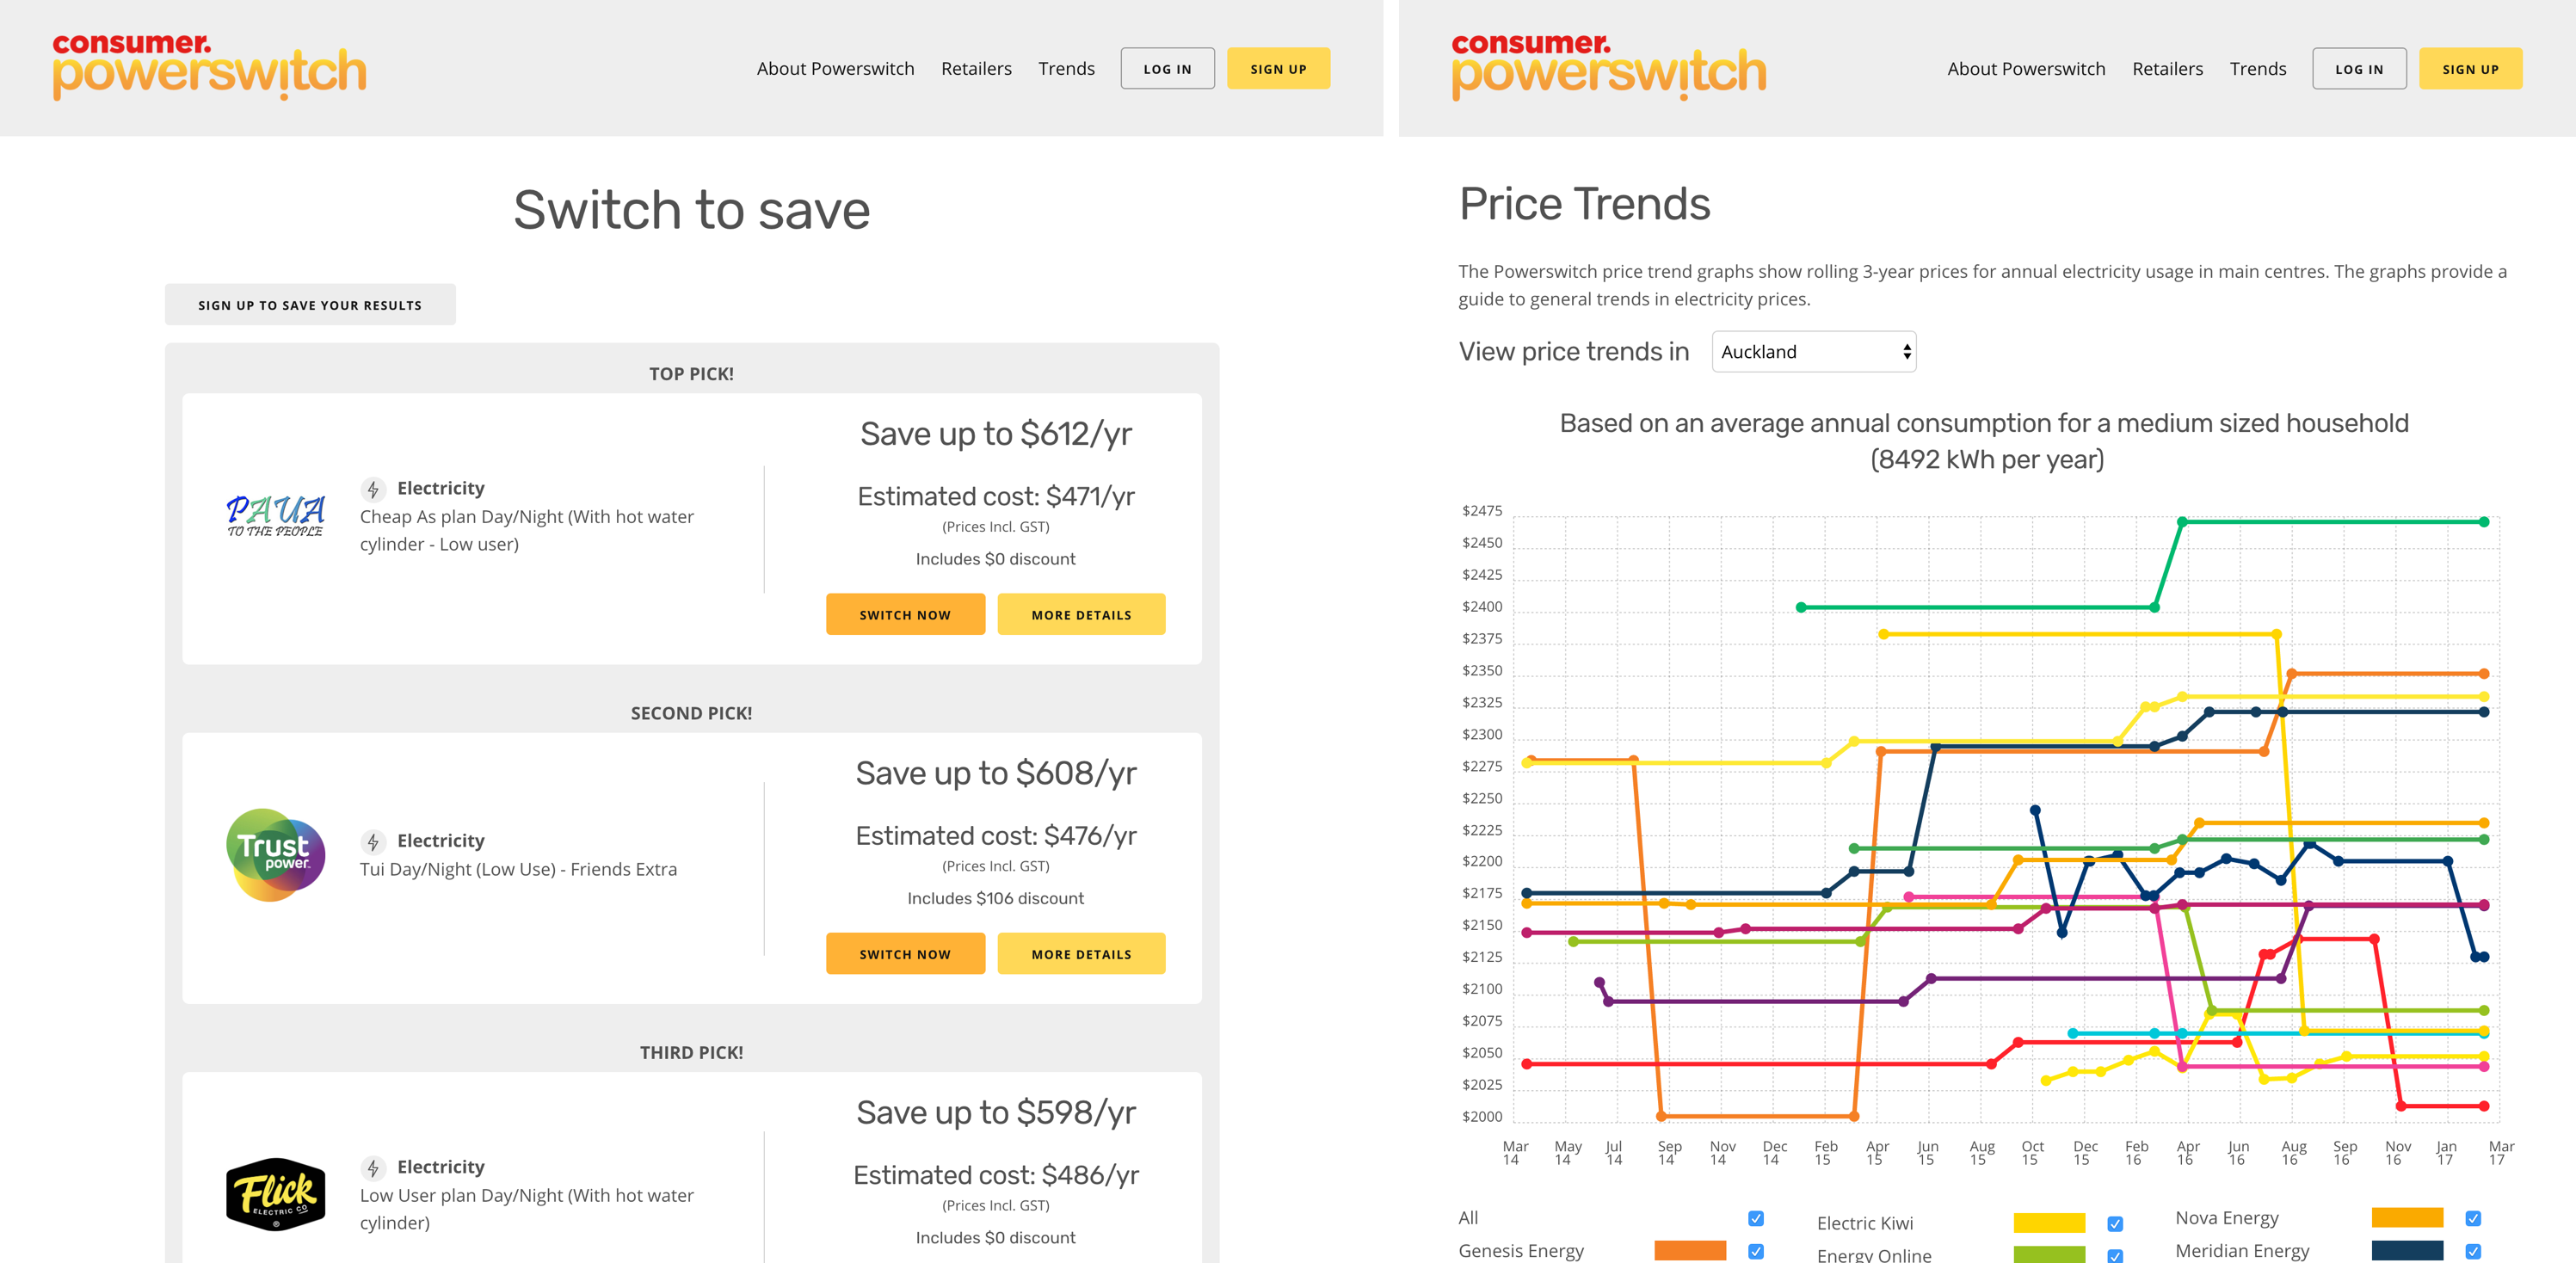 consumer.
powerswitch
About Powerswitch
Retailers
Trends
LOG IN
SIGN UP
Switch to save
SIGN UP TO SAVE YOUR RESULTS
TOP PICK!
PAUA
TO THE PEOPLE
Electricity
Cheap As plan Day/Night (With hot water
cylinder - Low user)
Save up to $612/yr
Estimated cost: $471/yr
(Prices Incl. GST)
Includes $0 discount
SWITCH NOW
MORE DETAILS
SECOND PICK!
Trust
power
Electricity
Tui Day/Night (Low Use) - Friends Extra
Save up to $608/yr
Estimated cost: $476/yr
(Prices Incl. GST)
Includes $106 discount
SWITCH NOW
MORE DETAILS
THIRD PICK!
Flick
ELECTRIC CO
®
Electricity
Low User plan Day/Night (With hot water
cylinder)
Save up to $598/yr
Estimated cost: $486/yr
(Prices Incl. GST)
Includes $0 discount
consumer.
powerswitch
About Powerswitch
Retailers
Trends
LOG IN
SIGN UP
Price Trends
The Powerswitch price trend graphs show rolling 3-year prices for annual electricity usage in main centres. The graphs provide a
guide to general trends in electricity prices.
View price trends in
Auckland
Based on an average annual consumption for a medium sized household
(8492 kWh per year)
$2475
$2450
$2425
$2400
$2375
$2350
$2325
$2300
$2275
$2250
$2225
$2200
$2175
$2150
$2125
$2100
$2075
$2050
$2025
$2000
Mar 14
May 14
Jul 14
Sep 14
Nov 14
Dec 14
Feb 15
Apr 15
Jun 15
Aug 15
Oct 15
Dec 15
Feb 16
Apr 16
Jun 16
Aug 16
Sep 16
Nov 16
Jan 17
Mar 17
All
Electric Kiwi
Nova Energy
Genesis Energy
Energy Online
Meridian Energy